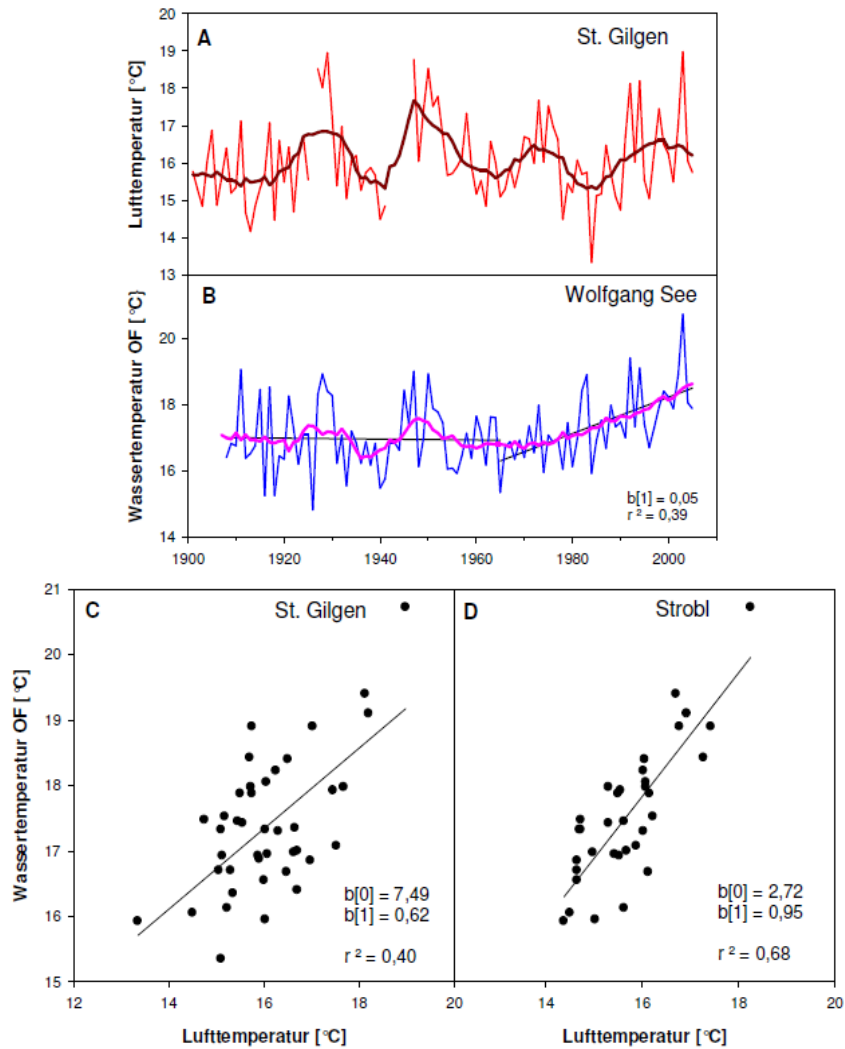 A
St. Gilgen
Lufttemperatur [°C]
20
19
18
17
16
15
14
13
B
Wolfgang See
Wassertemperatur OF [°C}
20
18
16
14
b[1] = 0,05
r² = 0,39
1900
1920
1940
1960
1980
2000
C
St. Gilgen
Wassertemperatur OF [°C]
21
20
19
18
17
16
15
b[0] = 7,49
b[1] = 0,62
r² = 0,40
12
14
16
18
20
Lufttemperatur [°C]
D
Strobl
b[0] = 2,72
b[1] = 0,95
r² = 0,68
14
16
18
20
Lufttemperatur [°C]